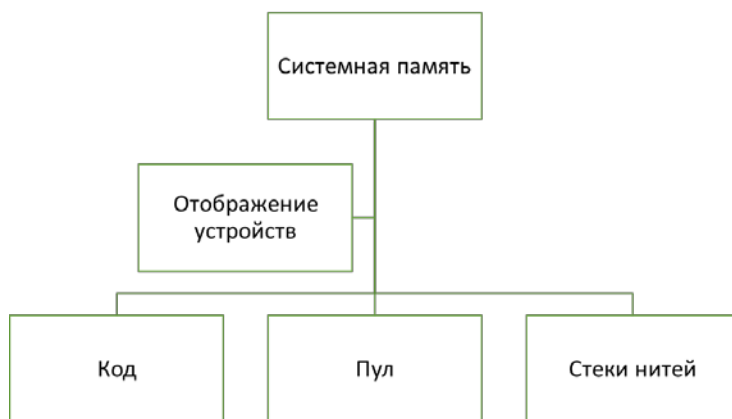 Системная память
Отображение
устройств
Код
Пул
Стеки нитей